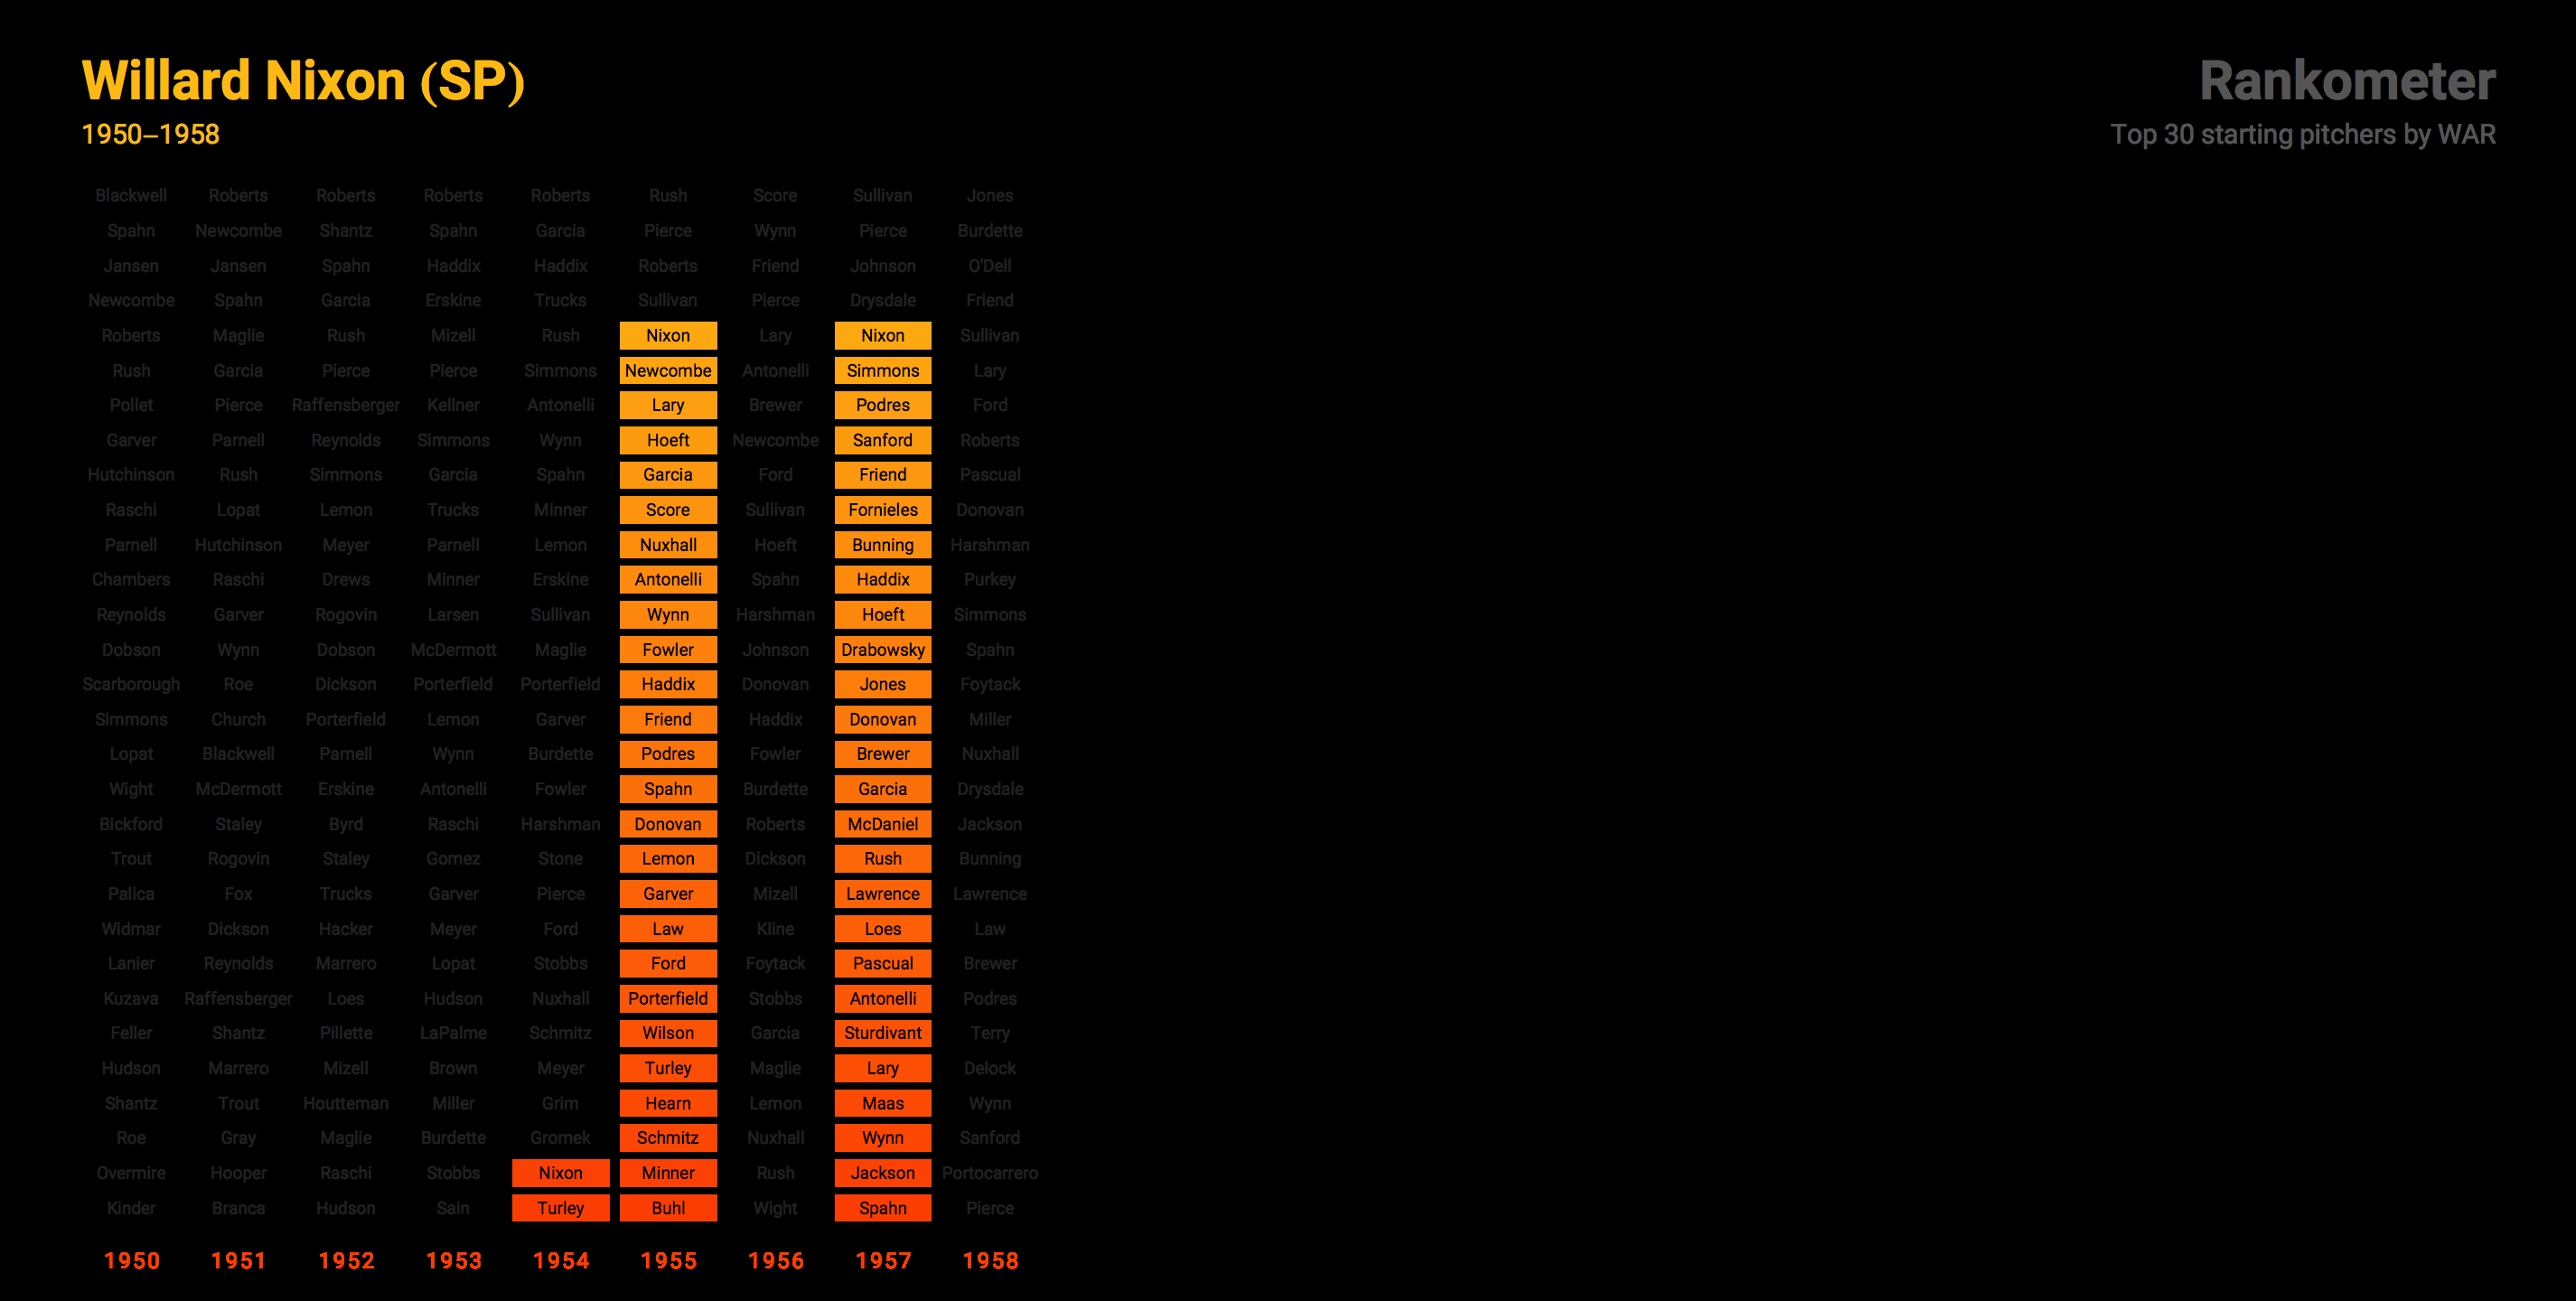 Willard Nixon (SP)
1950–1958
Rankometer
Top 30 starting pitchers by WAR
Blackwell Roberts Roberts Roberts Roberts Rush Score Sullivan Jones
Spahn Newcombe Shantz Spahn Garcia Pierce Wynn Pierce Burdette
Jansen Jansen Spahn Haddix Haddix Roberts Friend Johnson O'Dell
Newcombe Spahn Garcia Erskine Trucks Sullivan Pierce Drysdale Friend
Roberts Maglie Rush Mizell Rush Nixon Lary Nixon Sullivan
Rush Garcia Pierce Pierce Simmons Newcombe Antonelli Simmons Lary
Pollet Pierce Raffensberger Kellner Antonelli Lary Brewer Podres Ford
Garver Parnell Reynolds Simmons Wynn Hoeft Newcombe Sanford Roberts
Hutchinson Rush Simmons Garcia Spahn Garcia Ford Friend Pascual
Raschi Lopat Lemon Trucks Minner Score Sullivan Fornieles Donovan
Parnell Hutchinson Meyer Parnell Lemon Nuxhall Hoeft Bunning Harshman
Chambers Raschi Drews Minner Erskine Antonelli Spahn Haddix Purkey
Reynolds Garver Rogovin Larsen Sullivan Wynn Harshman Hoeft Simmons
Dobson Wynn Dobson McDermott Maglie Fowler Johnson Drabowsky Spahn
Scarborough Roe Dickson Porterfield Porterfield Haddix Donovan Jones Foytack
Simmons Church Porterfield Lemon Garver Friend Haddix Donovan Miller
Lopat Blackwell Parnell Wynn Burdette Podres Fowler Brewer Nuxhall
Wight McDermott Erskine Antonelli Fowler Spahn Burdette Garcia Drysdale
Bickford Staley Byrd Raschi Harshman Donovan Roberts McDaniel Jackson
Trout Rogovin Staley Gomez Stone Lemon Dickson Rush Bunning
Palica Fox Trucks Garver Pierce Garver Mizell Lawrence Lawrence
Widmar Dickson Hacker Meyer Ford Law Kline Loes Law
Lanier Reynolds Marrero Lopat Stobbs Ford Foytack Pascual Brewer
Kuzava Raffensberger Loes Hudson Nuxhall Porterfield Stobbs Antonelli Podres
Feller Shantz Pillette LaPalme Schmitz Wilson Garcia Sturdivant Terry
Hudson Marrero Mizell Brown Meyer Turley Maglie Lary Delock
Shantz Trout Houtteman Miller Grim Hearn Lemon Maas Wynn
Roe Gray Maglie Burdette Gromek Schmitz Nuxhall Wynn Sanford
Overmire Hooper Raschi Stobbs Nixon Minner Rush Jackson Portocarrero
Kinder Branca Hudson Sain Turley Buhl Wight Spahn Pierce
1950 1951 1952 1953 1954 1955 1956 1957 1958